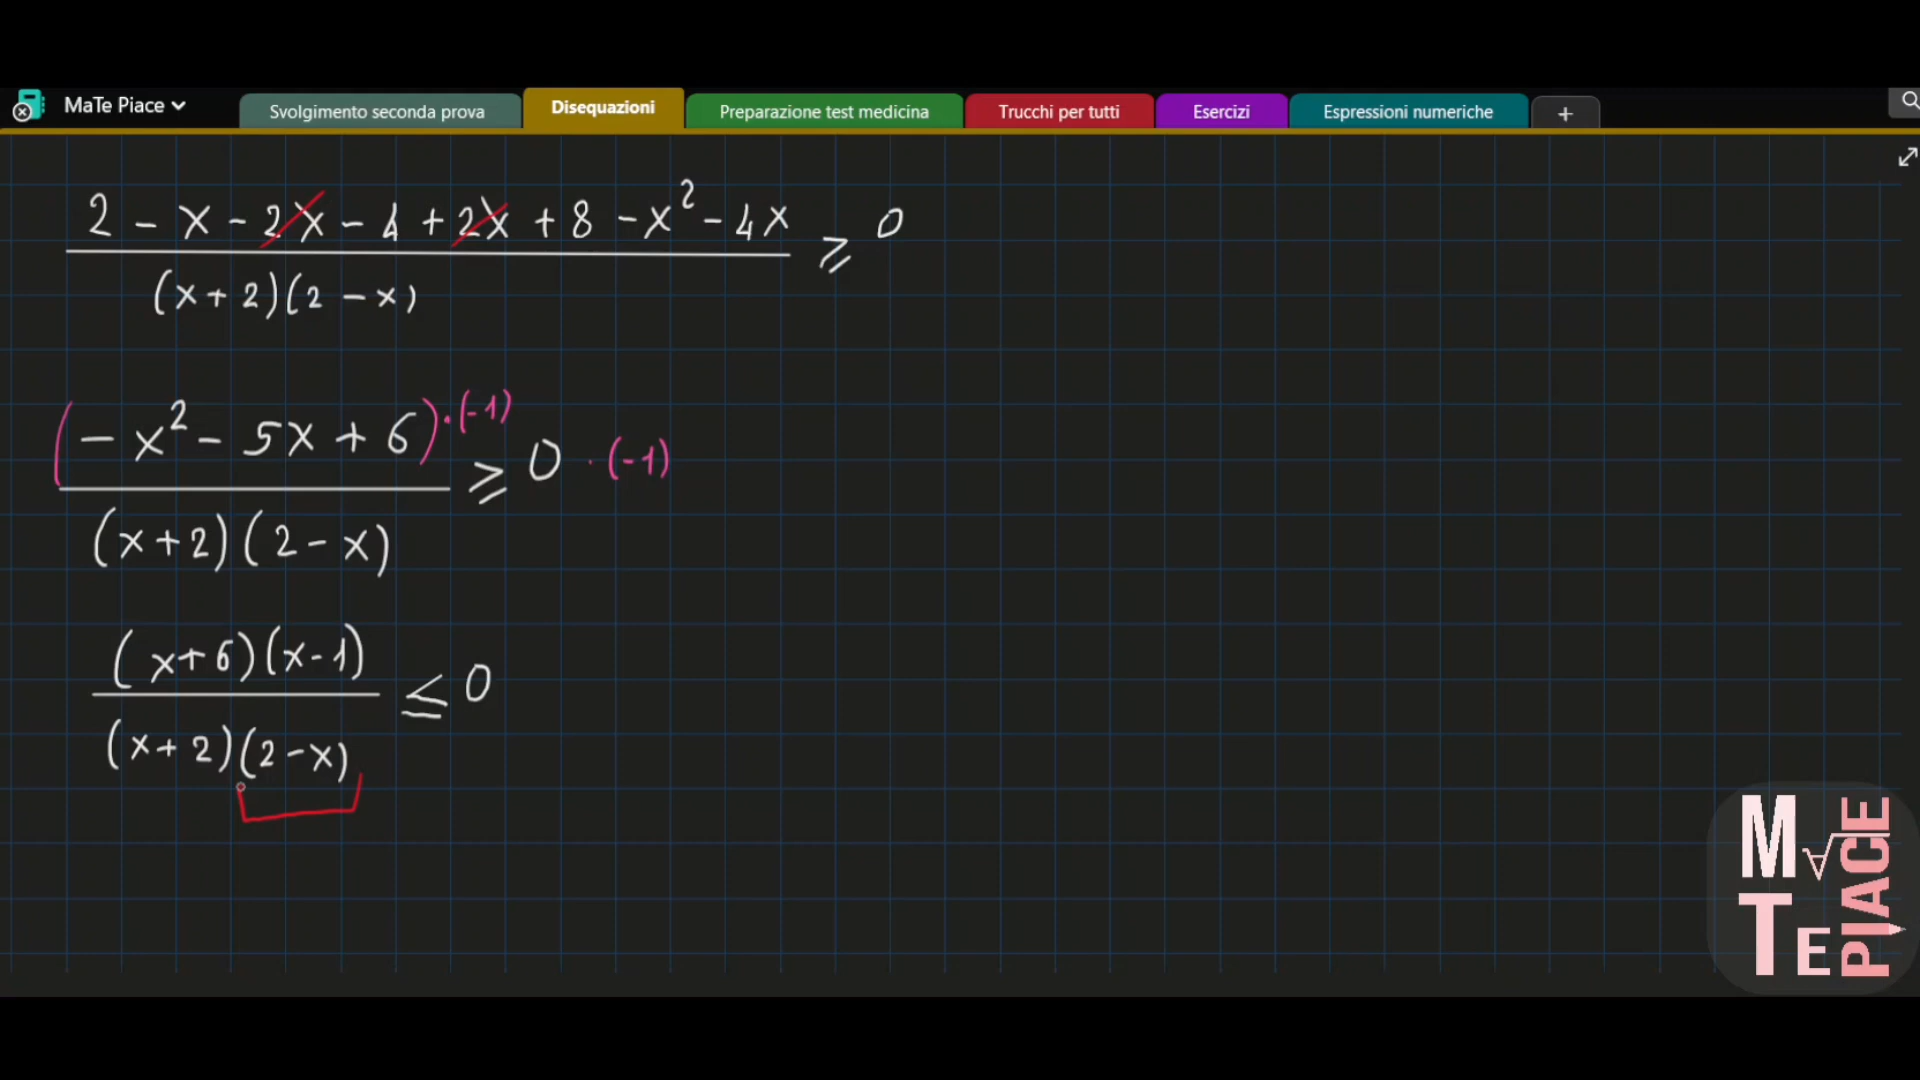 MaTe Piace
Svolgimento seconda prova
Disequazioni
Preparazione test medicina
Trucchi per tutti
Esercizi
Espressioni numeriche
+
2 - x - 2x - 4 + 2x + 8 - x² - 4x ≥ 0
(x+2)(2-x)
(- x² - 5x + 6)·(-1) ≥ 0 ·(-1)
(x+2)(2-x)
(x+6)(x-1) ≤ 0
(x+2)(2-x)
MATE PIACE